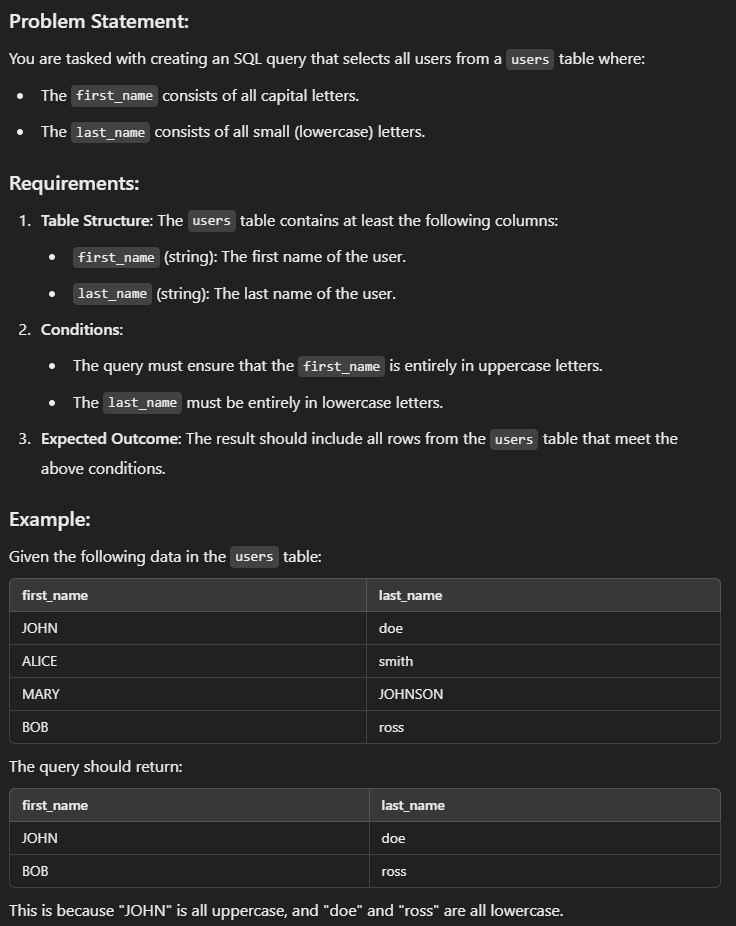 Problem Statement:
You are tasked with creating an SQL query that selects all users from a users table where:
• The first_name consists of all capital letters.
• The last_name consists of all small (lowercase) letters.
Requirements:
1. Table Structure: The users table contains at least the following columns:
• first_name (string): The first name of the user.
• last_name (string): The last name of the user.
2. Conditions:
• The query must ensure that the first_name is entirely in uppercase letters.
• The last_name must be entirely in lowercase letters.
3. Expected Outcome: The result should include all rows from the users table that meet the
above conditions.
Example:
Given the following data in the users table:
first_name last_name
JOHN doe
ALICE smith
MARY JOHNSON
BOB ross
The query should return:
first_name last_name
JOHN doe
BOB ross
This is because "JOHN" is all uppercase, and "doe" and "ross" are all lowercase.